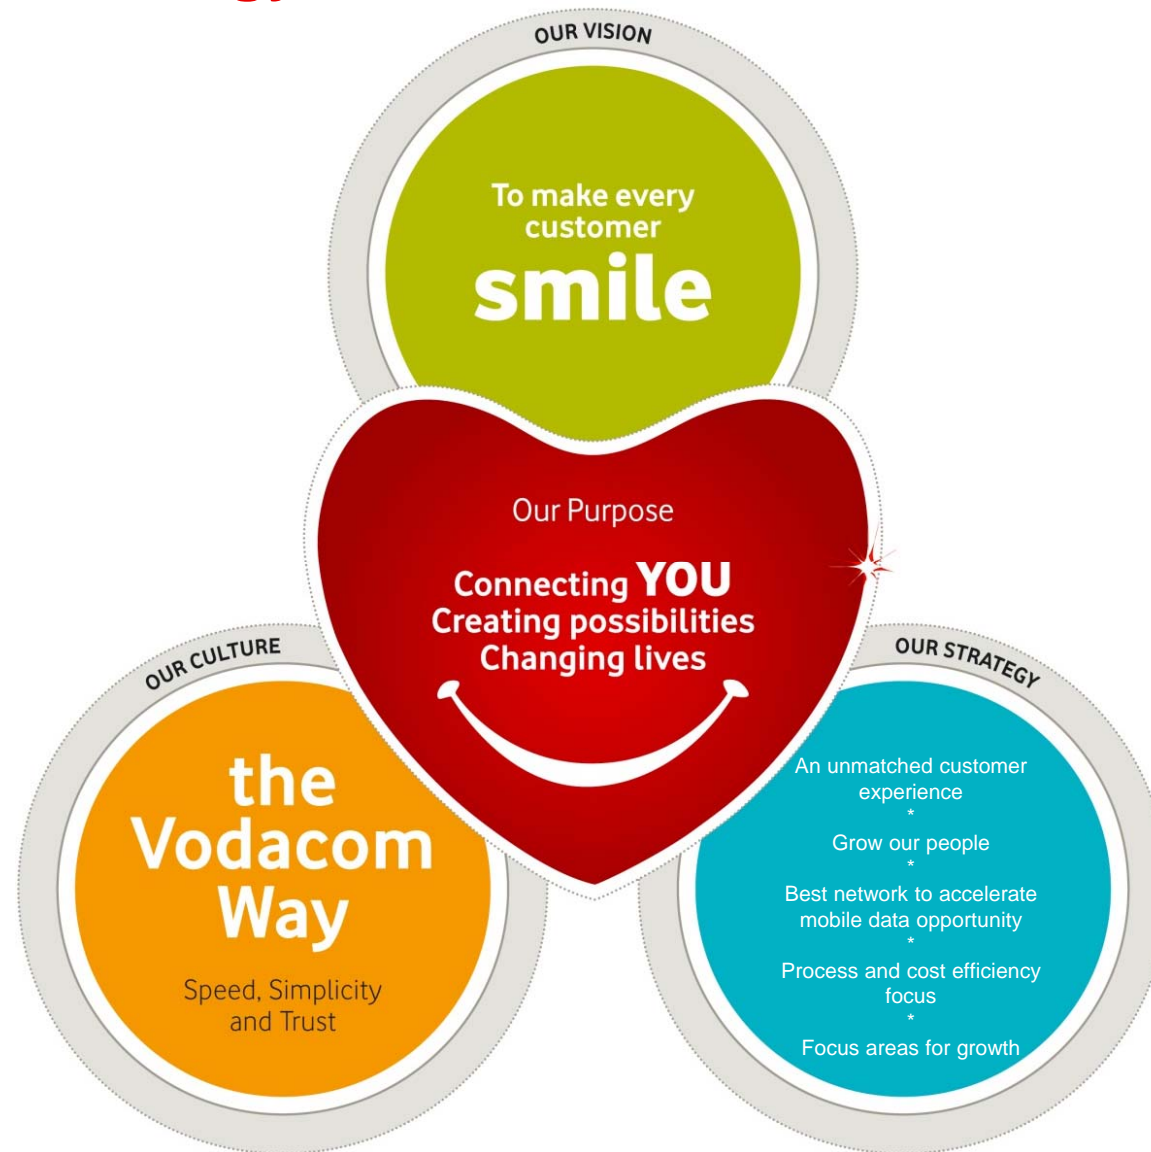 OUR VISION
To make every
customer
smile
Our Purpose
Connecting YOU
Creating possibilities
Changing lives
OUR CULTURE
the
Vodacom
Way
Speed, Simplicity
and Trust
OUR STRATEGY
An unmatched customer
experience
*
Grow our people
*
Best network to accelerate
mobile data opportunity
*
Process and cost efficiency
focus
*
Focus areas for growth